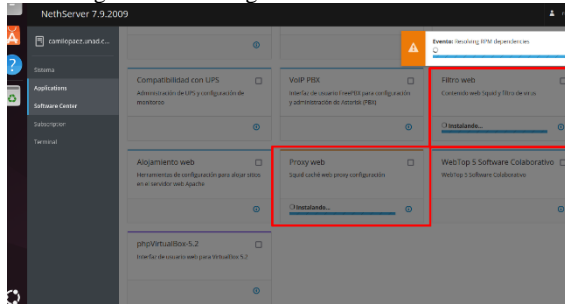 NethServer 7.9.2009
camilopaez.unad.c...
Evento: Resolving RPM dependencies
Sistema
Applications
Software Center
Subscription
Terminal
Compatibilidad con UPS
Administración de UPS y configuración de
monitoreo
VoIP PBX
Interfaz de usuario FreePBX para configuración
y administración de Asterisk (PBX)
Filtro web
Contenido web Squid y filtro de virus
Instalando...
Alojamiento web
Herramientas de configuración para alojar sitios
en el servidor web Apache
Proxy web
Squid caché web proxy configuración
Instalando...
WebTop 5 Software Colaborativo
WebTop 5 Software Colaborativo
phpVirtualBox-5.2
Interfaz de usuario web para VirtualBox 5.2